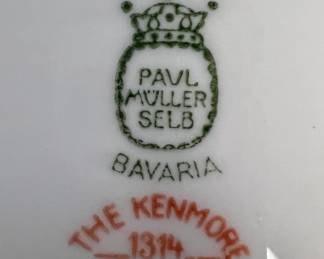 PAUL
MÜLLER
SELB
BAVARIA
THE KENMORE
1314